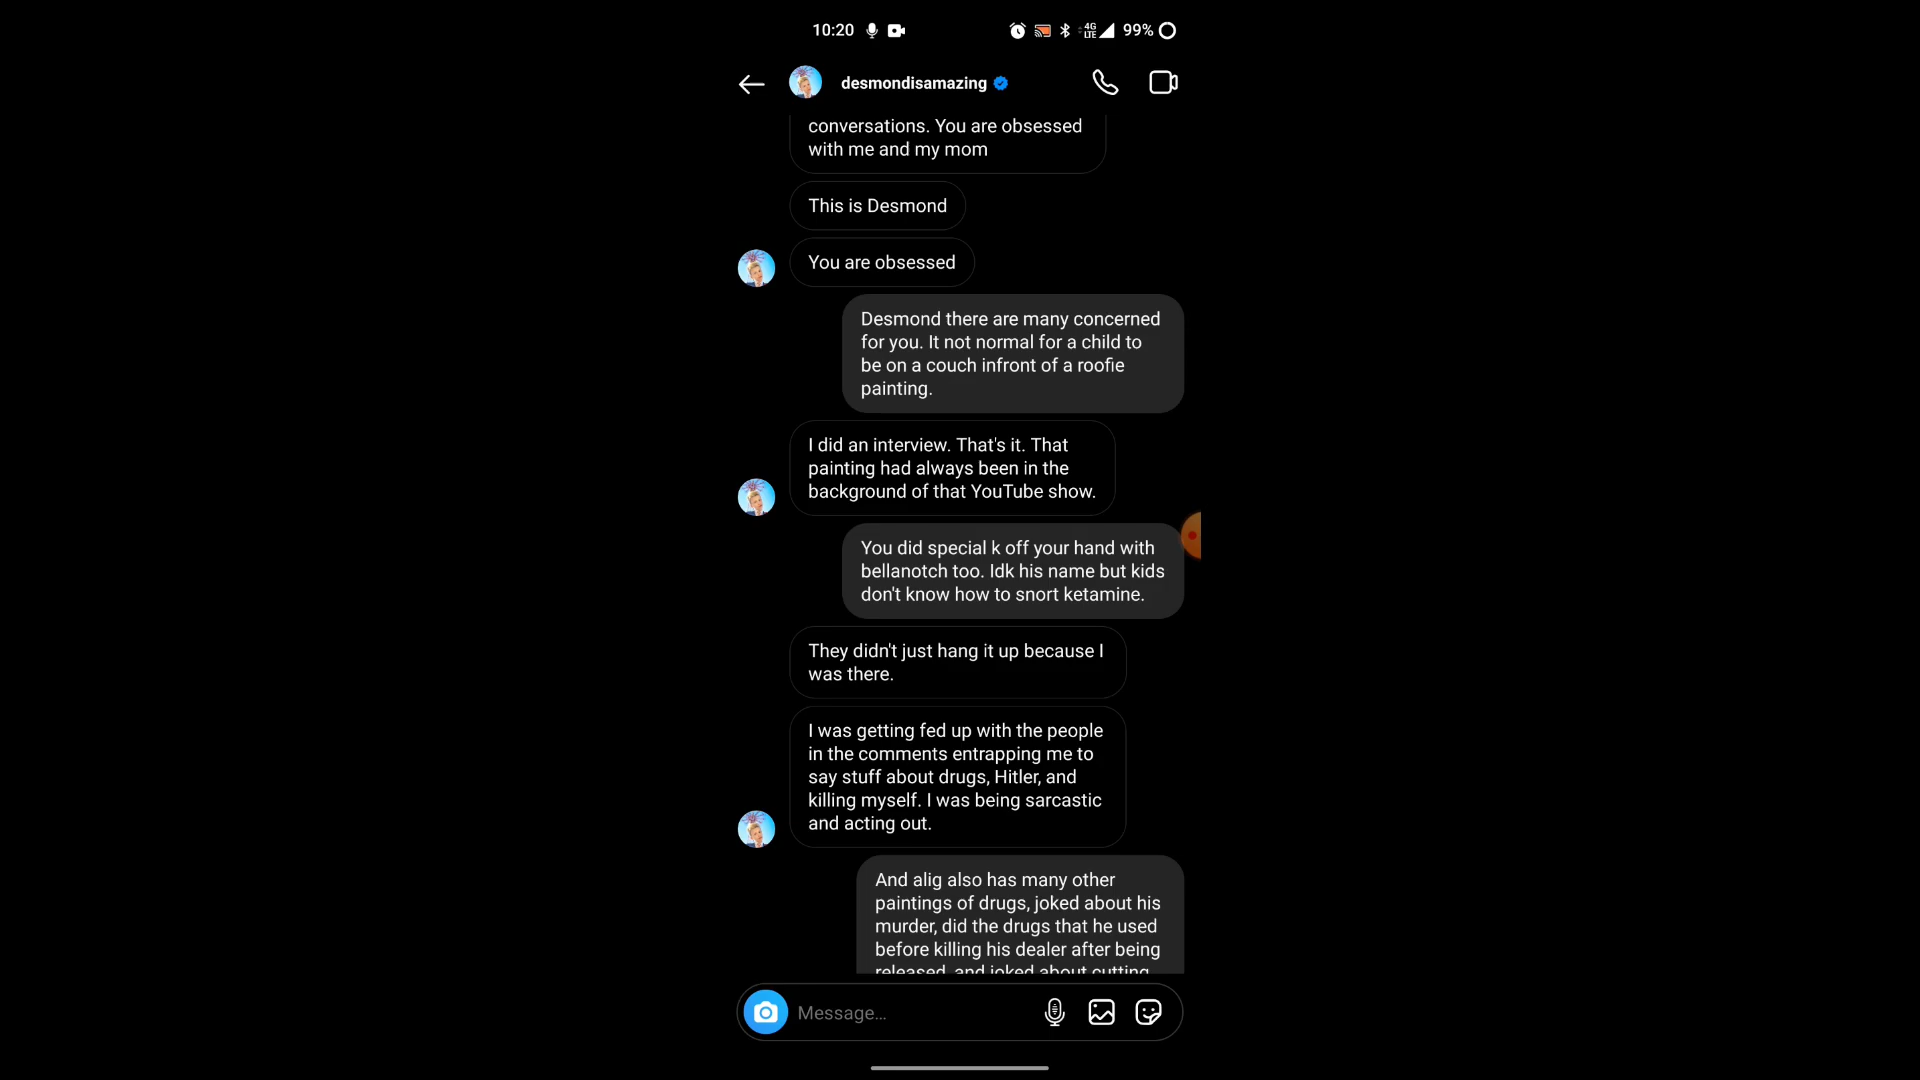 10:20
4G
LTE
99%
desmondisamazing
conversations. You are obsessed
with me and my mom
This is Desmond
You are obsessed
Desmond there are many concerned
for you. It not normal for a child to
be on a couch infront of a roofie
painting.
I did an interview. That's it. That
painting had always been in the
background of that YouTube show.
You did special k off your hand with
bellanotch too. Idk his name but kids
don't know how to snort ketamine.
They didn't just hang it up because I
was there.
I was getting fed up with the people
in the comments entrapping me to
say stuff about drugs, Hitler, and
killing myself. I was being sarcastic
and acting out.
And alig also has many other
paintings of drugs, joked about his
murder, did the drugs that he used
before killing his dealer after being
released, and joked about cutting
Message...